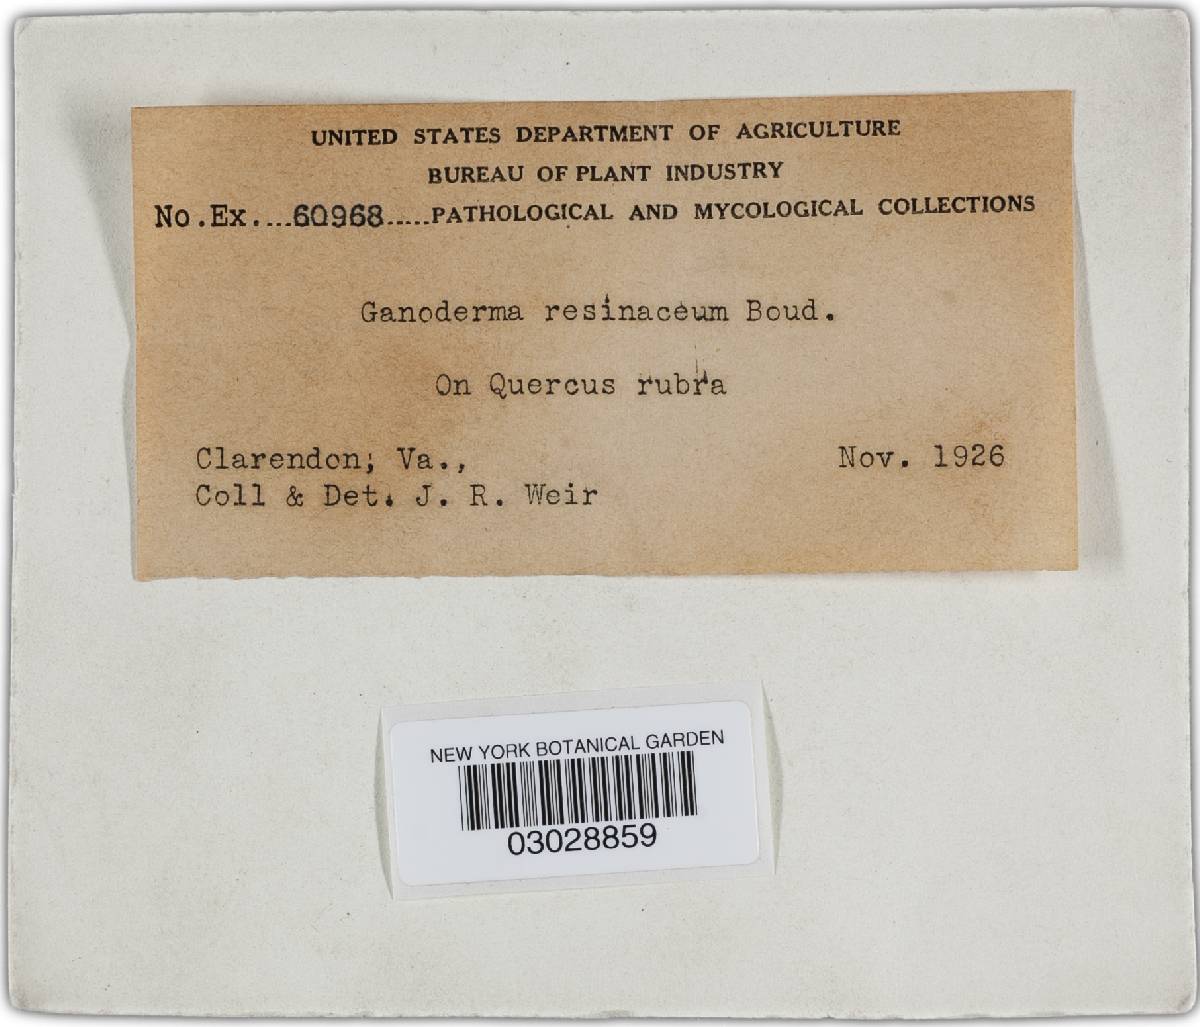 UNITED STATES DEPARTMENT OF AGRICULTURE
BUREAU OF PLANT INDUSTRY
No.Ex....60968.....PATHOLOGICAL AND MYCOLOGICAL COLLECTIONS
Ganoderma resinaceum Boud.
On Quercus rubra
Clarendon; Va., Nov. 1926
Coll & Det. J. R. Weir
NEW YORK BOTANICAL GARDEN
03028859